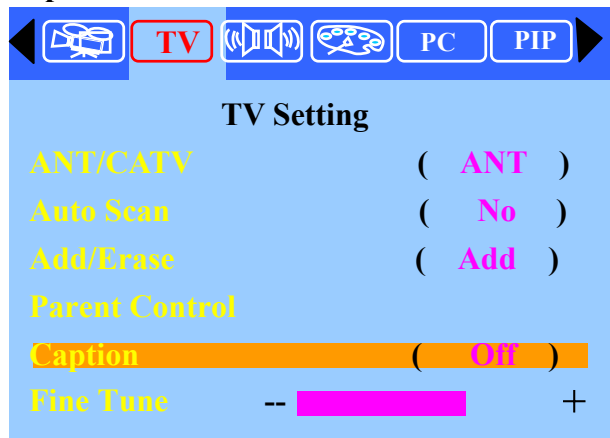 TV PC PIP
TV Setting
ANT/CATV ( ANT )
Auto Scan ( No )
Add/Erase ( Add )
Parent Control
Caption ( Off )
Fine Tune -- +